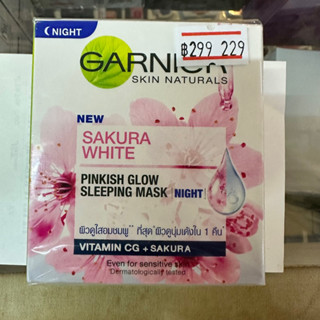 NIGHT
฿299 229
GARNIER
SKIN NATURALS
NEW
SAKURA
WHITE
PINKISH GLOW
SLEEPING MASK NIGHT
ผิวดูใสอมชมพู** ที่สุด*ผิวดูนุ่มเด้งใน 1 คืน*
VITAMIN CG + SAKURA
Even for sensitive skin
Dermatologically tested